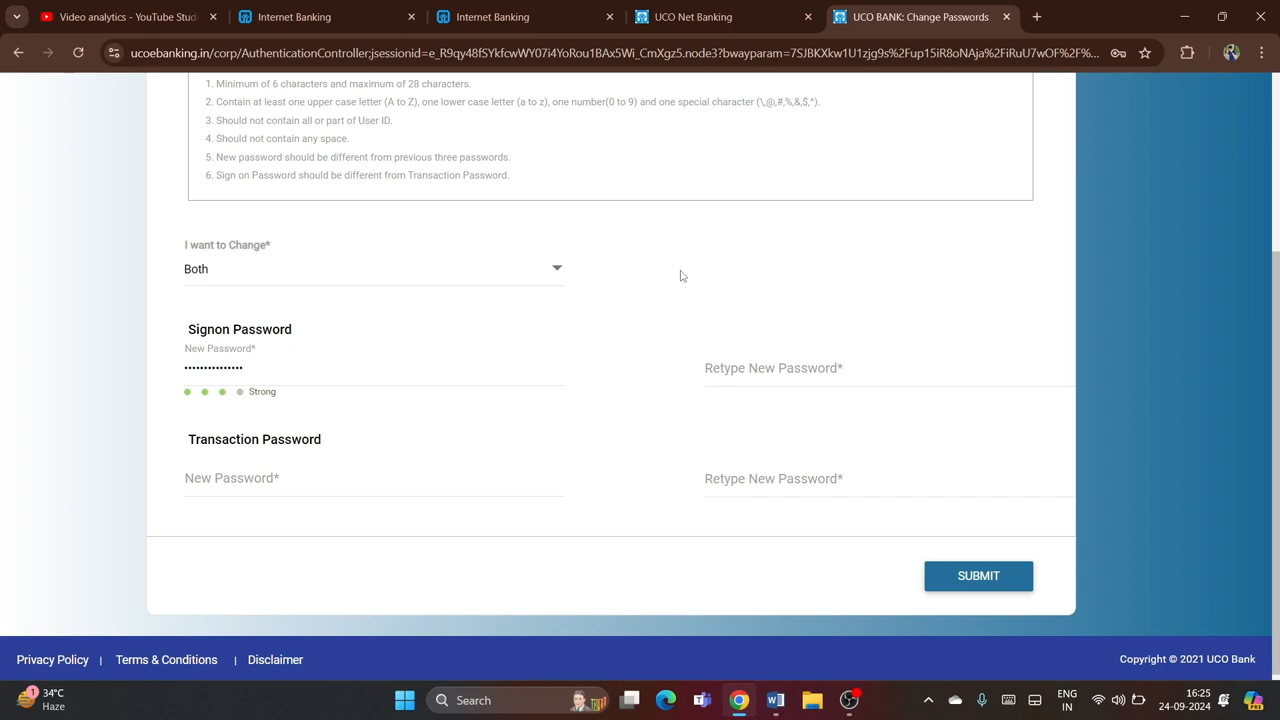 Video analytics - YouTube Studi
Internet Banking
Internet Banking
UCO Net Banking
UCO BANK: Change Passwords
ucoebanking.in/corp/AuthenticationController;jsessionid=e_R9qy48fSYkfcwWY07i4YoRou1BAx5Wi_CmXgz5.node3?bwayparam=7SJBKXkw1U1zjg9s%2Fup15iR8oNAja%2FiRuU7wOF%2F%...
1. Minimum of 6 characters and maximum of 28 characters.
2. Contain at least one upper case letter (A to Z), one lower case letter (a to z), one number(0 to 9) and one special character (\,@,#,%,&,$,^).
3. Should not contain all or part of User ID.
4. Should not contain any space.
5. New password should be different from previous three passwords.
6. Sign on Password should be different from Transaction Password.
I want to Change*
Both
Signon Password
New Password*
•••••••••••••••
Retype New Password*
Strong
Transaction Password
New Password*
Retype New Password*
SUBMIT
Privacy Policy | Terms & Conditions | Disclaimer
Copyright © 2021 UCO Bank
1
34°C
Haze
Search
ENG
IN
16:25
24-09-2024